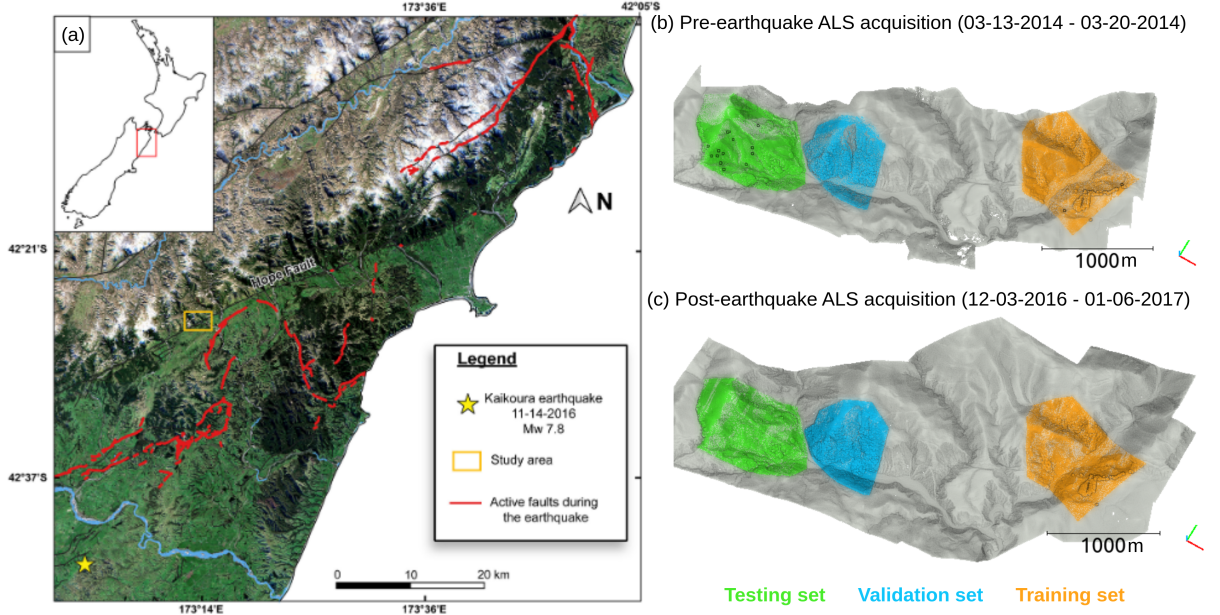 173°36'E
42°05'S
(a)
N
42°21'S
Hope Fault
Legend
Kaikoura earthquake
11-14-2016
Mw 7.8
Study area
Active faults during
the earthquake
42°37'S
0 10 20 km
173°14'E
173°36'E
(b) Pre-earthquake ALS acquisition (03-13-2014 - 03-20-2014)
1000m
(c) Post-earthquake ALS acquisition (12-03-2016 - 01-06-2017)
1000m
Testing set Validation set Training set